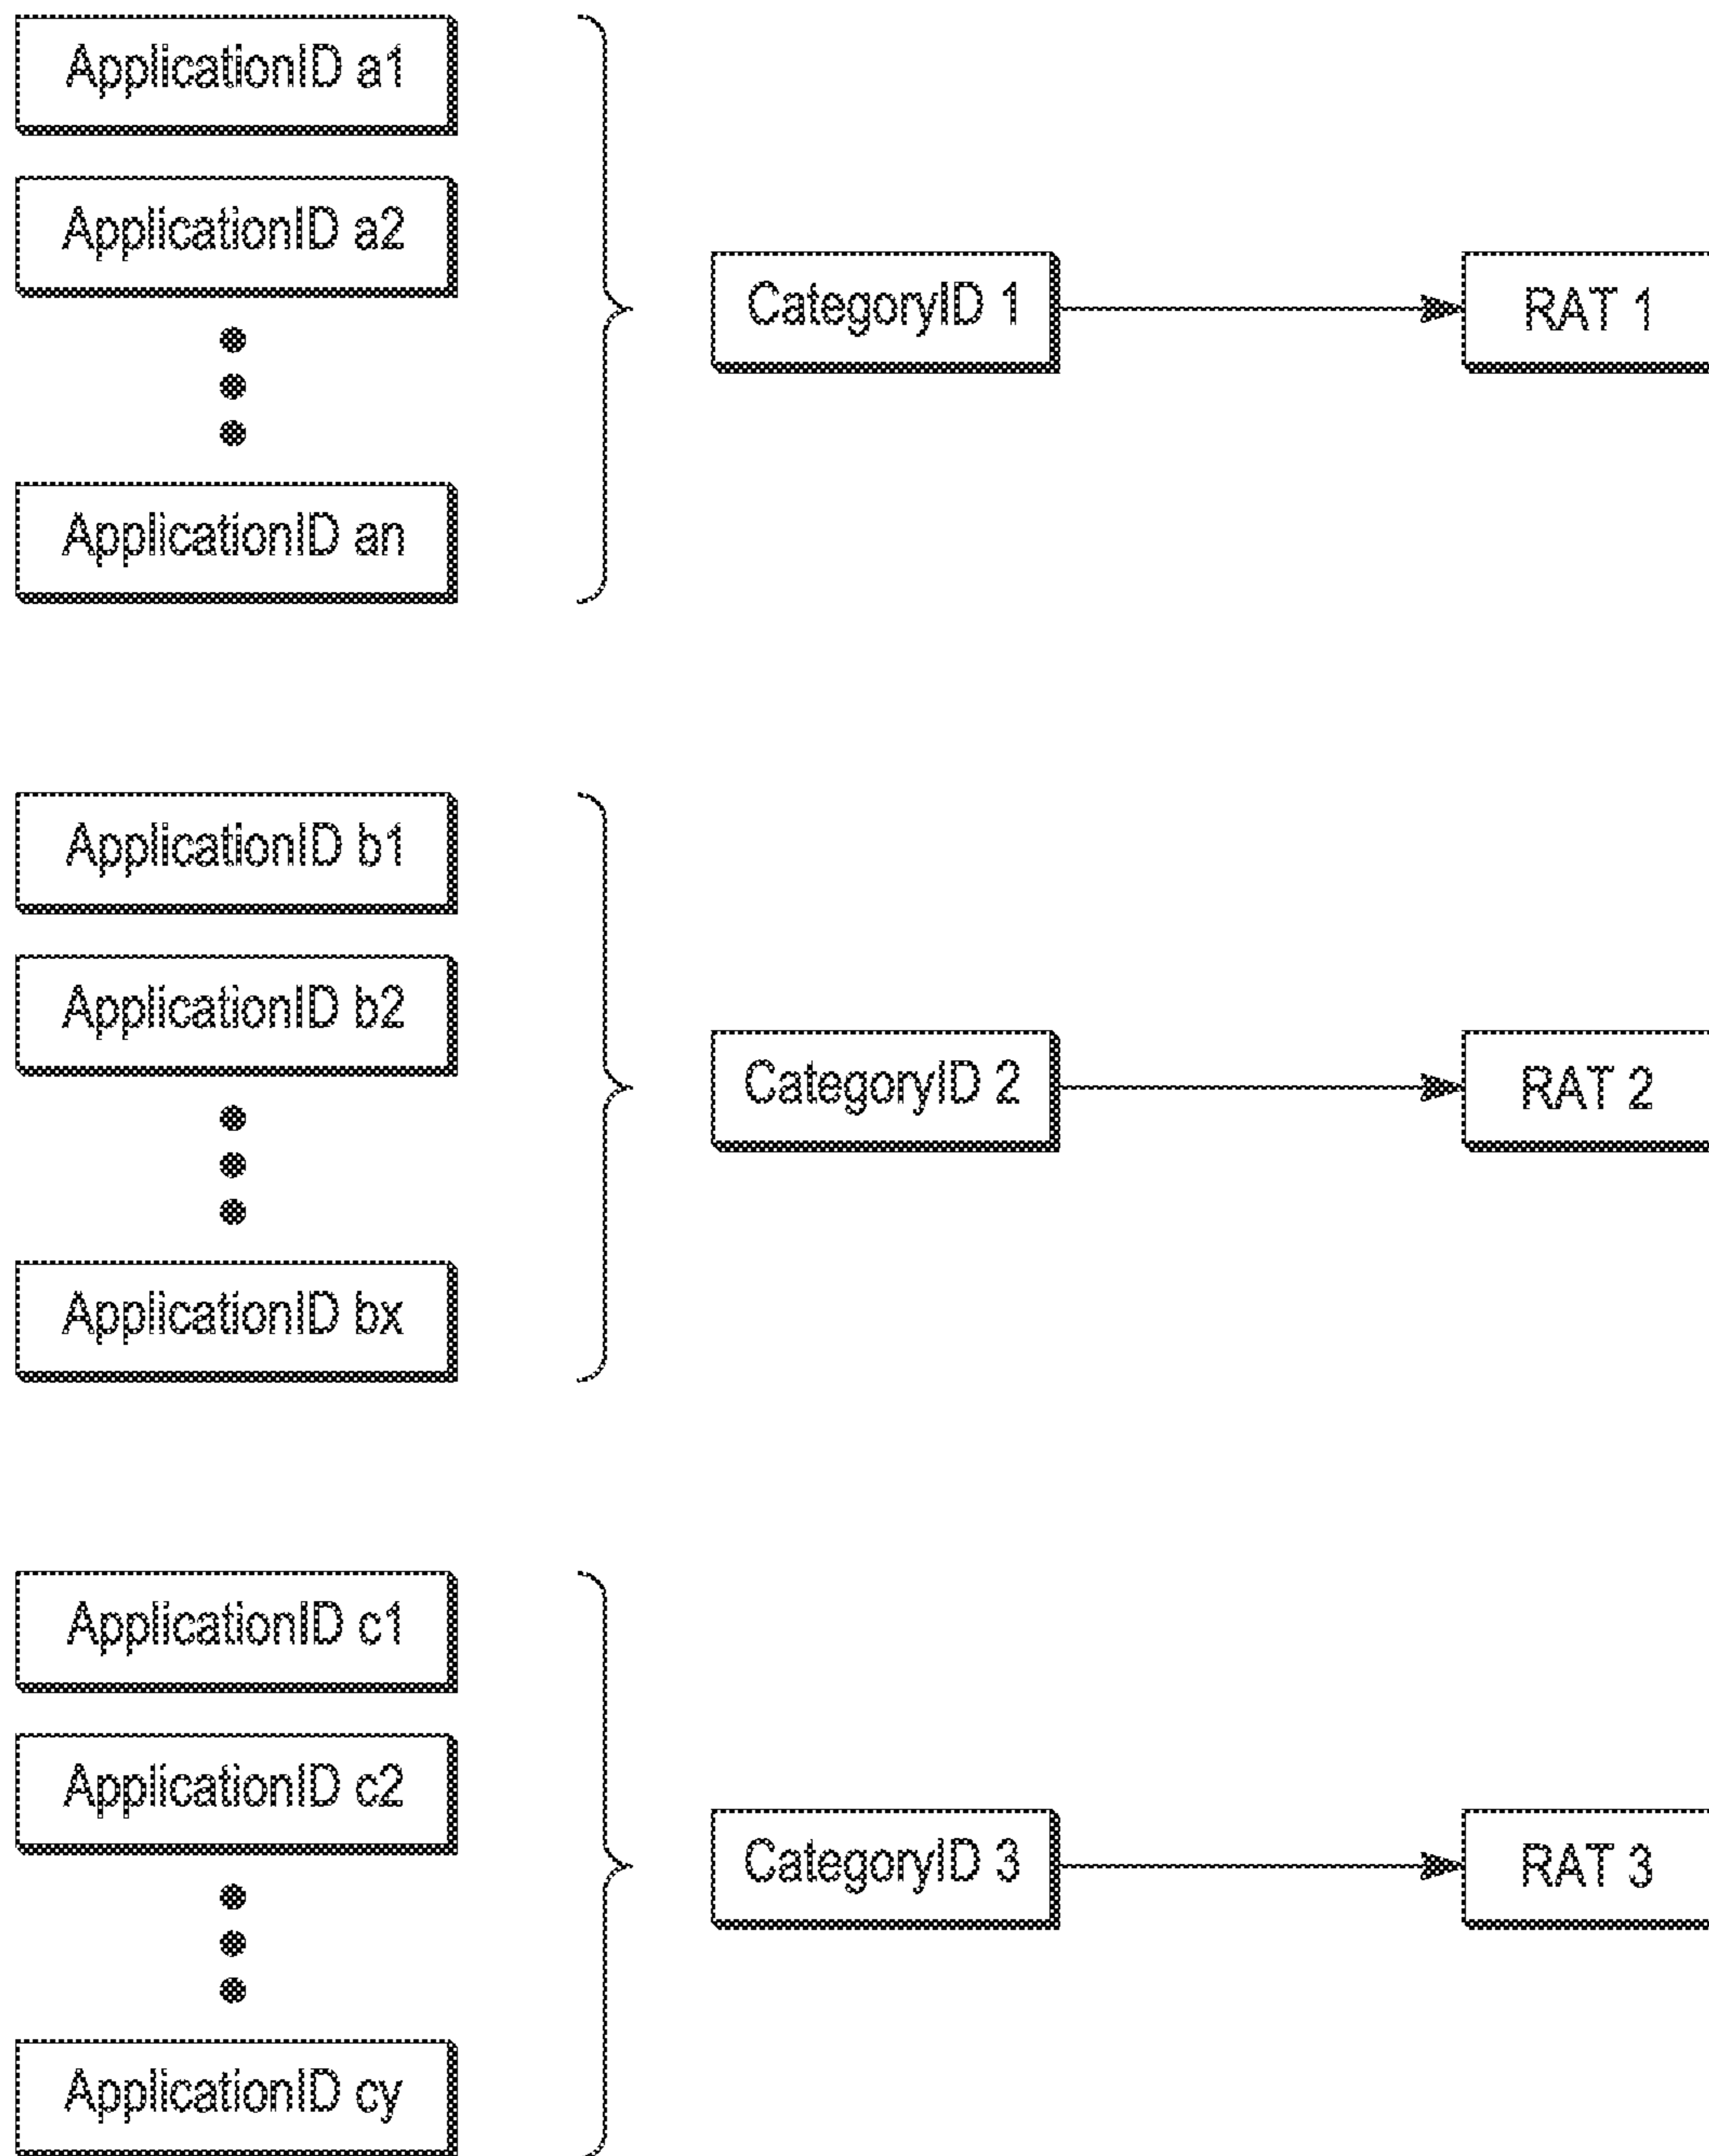 ApplicationID a1
ApplicationID a2
ApplicationID an
CategoryID 1
RAT 1
ApplicationID b1
ApplicationID b2
ApplicationID bx
CategoryID 2
RAT 2
ApplicationID c1
ApplicationID c2
ApplicationID cy
CategoryID 3
RAT 3